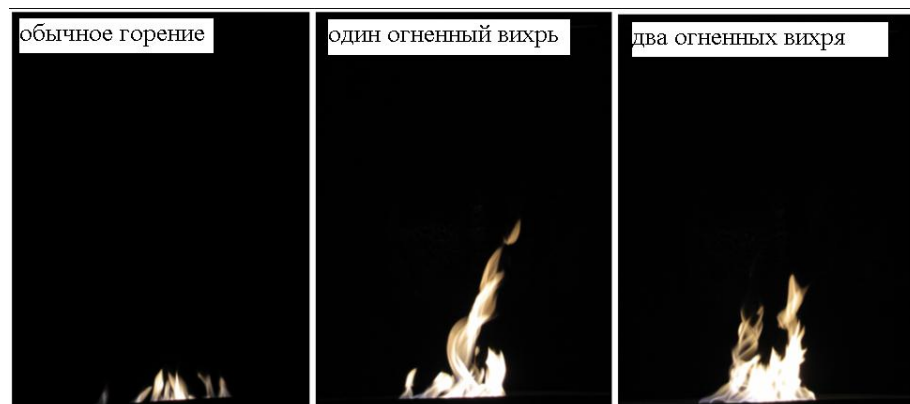 обычное горение
один огненный вихрь
два огненных вихря